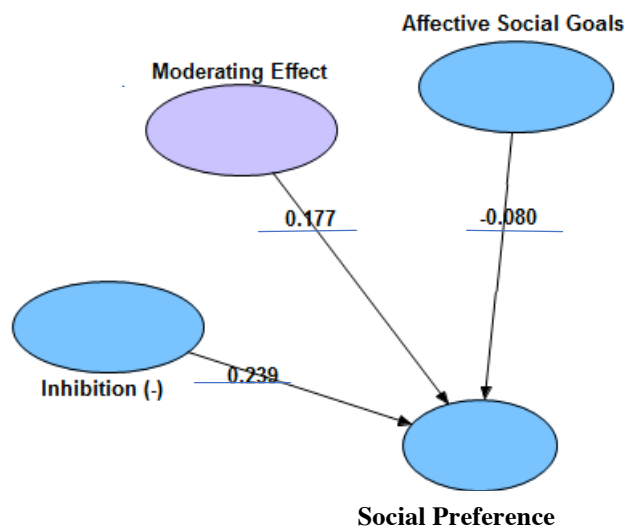 Affective Social Goals
Moderating Effect
0.177
-0.080
0.239
Inhibition (-)
Social Preference